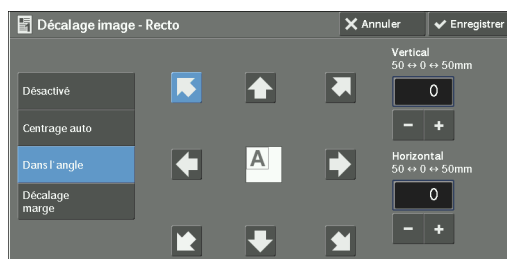 Décalage image - Recto
Annuler
Enregistrer
Désactivé
Centrage auto
Dans l'angle
Décalage
marge
A
Vertical
50 ↔ 0 ↔ 50mm
0
− +
Horizontal
50 ↔ 0 ↔ 50mm
0
− +